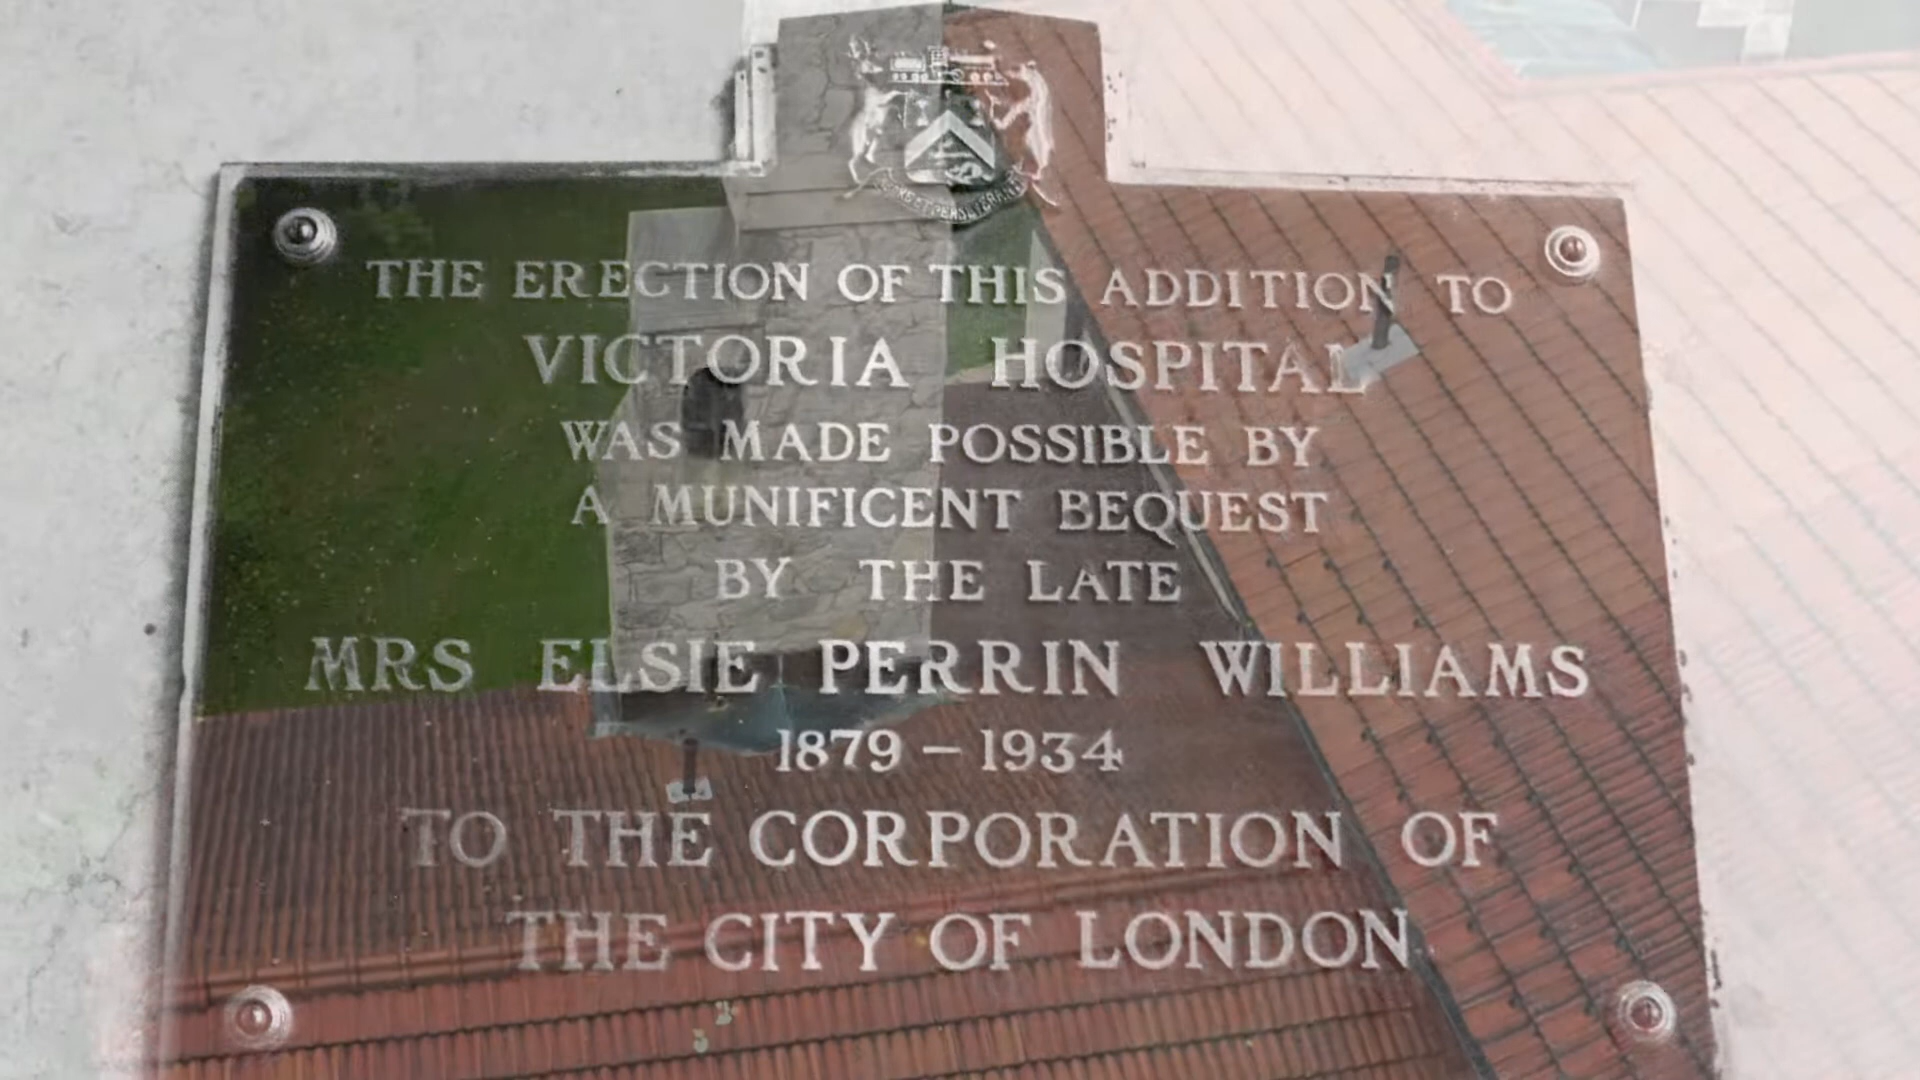 THE ERECTION OF THIS ADDITION TO
VICTORIA HOSPITAL
WAS MADE POSSIBLE BY
A MUNIFICENT BEQUEST
BY THE LATE
MRS ELSIE PERRIN WILLIAMS
1879 – 1934
TO THE CORPORATION OF
THE CITY OF LONDON